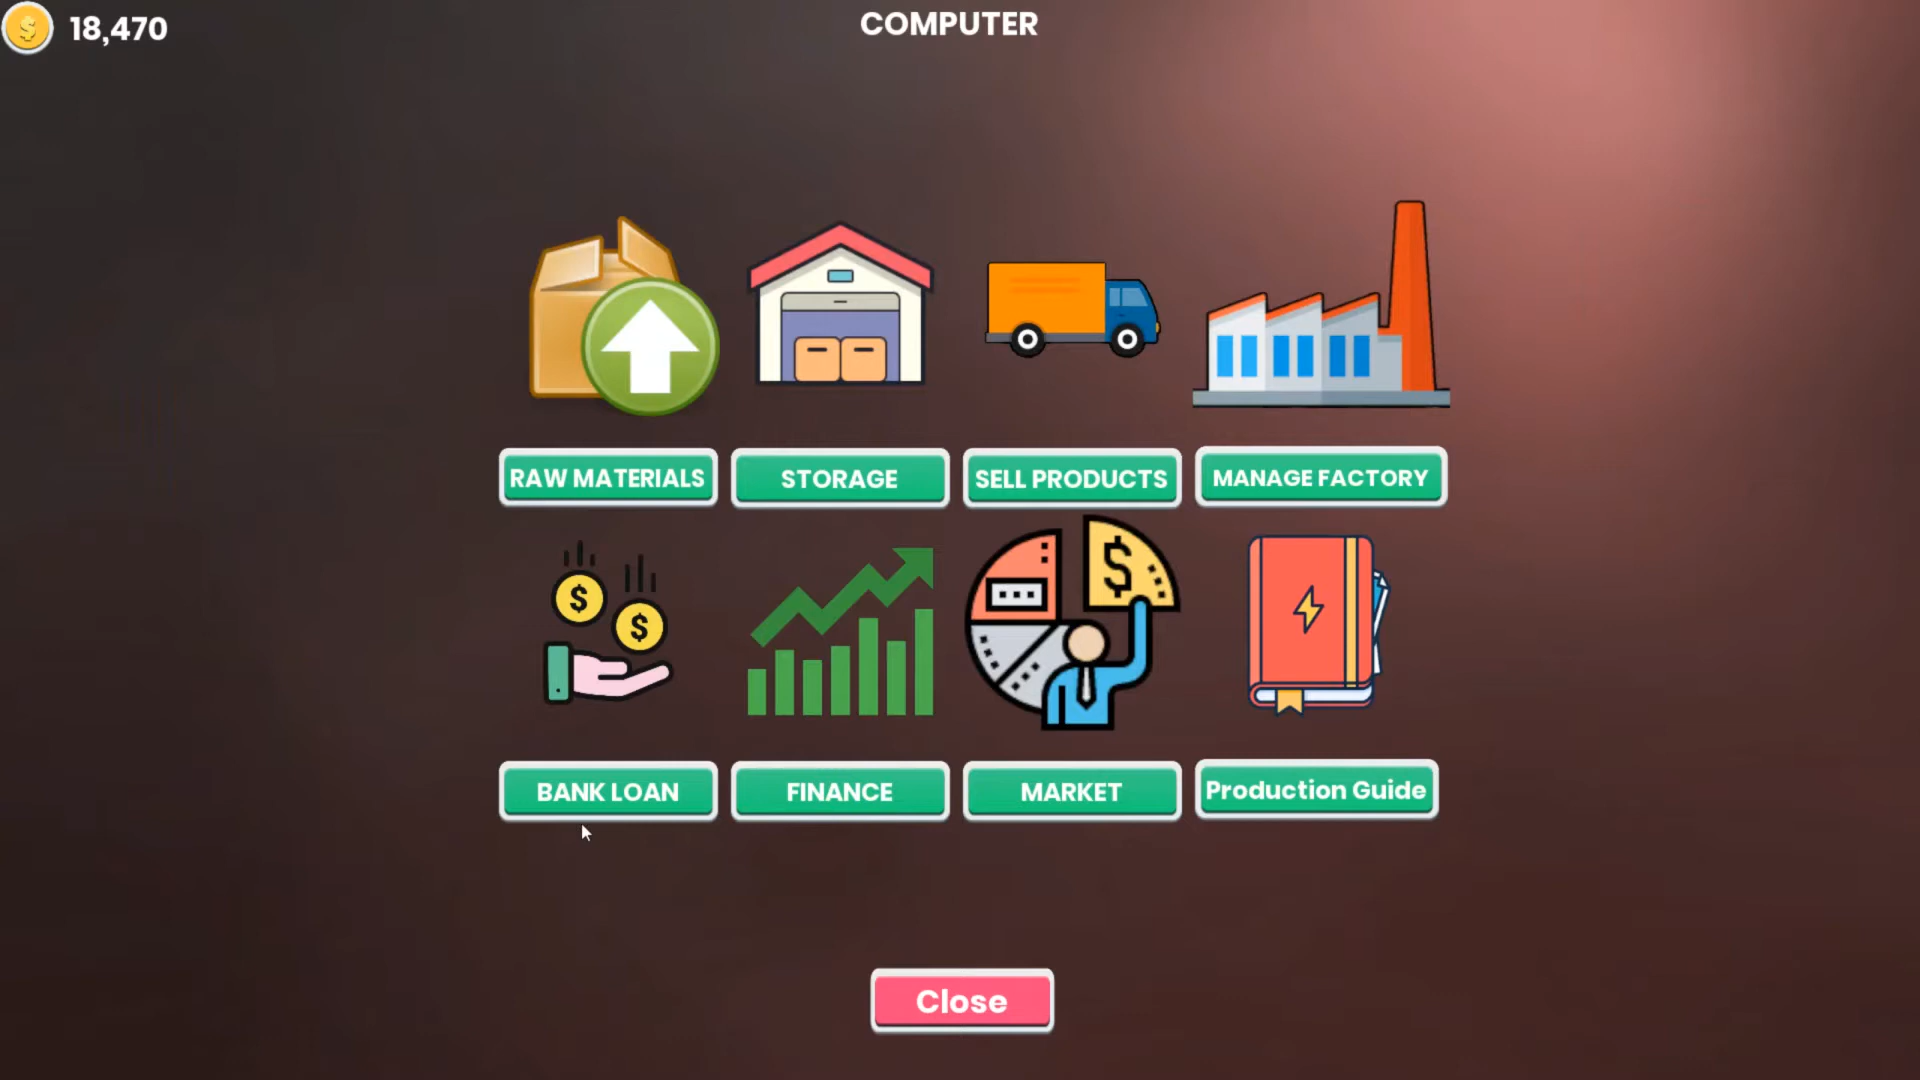 18,470
COMPUTER
RAW MATERIALS
STORAGE
SELL PRODUCTS
MANAGE FACTORY
BANK LOAN
FINANCE
MARKET
Production Guide
Close